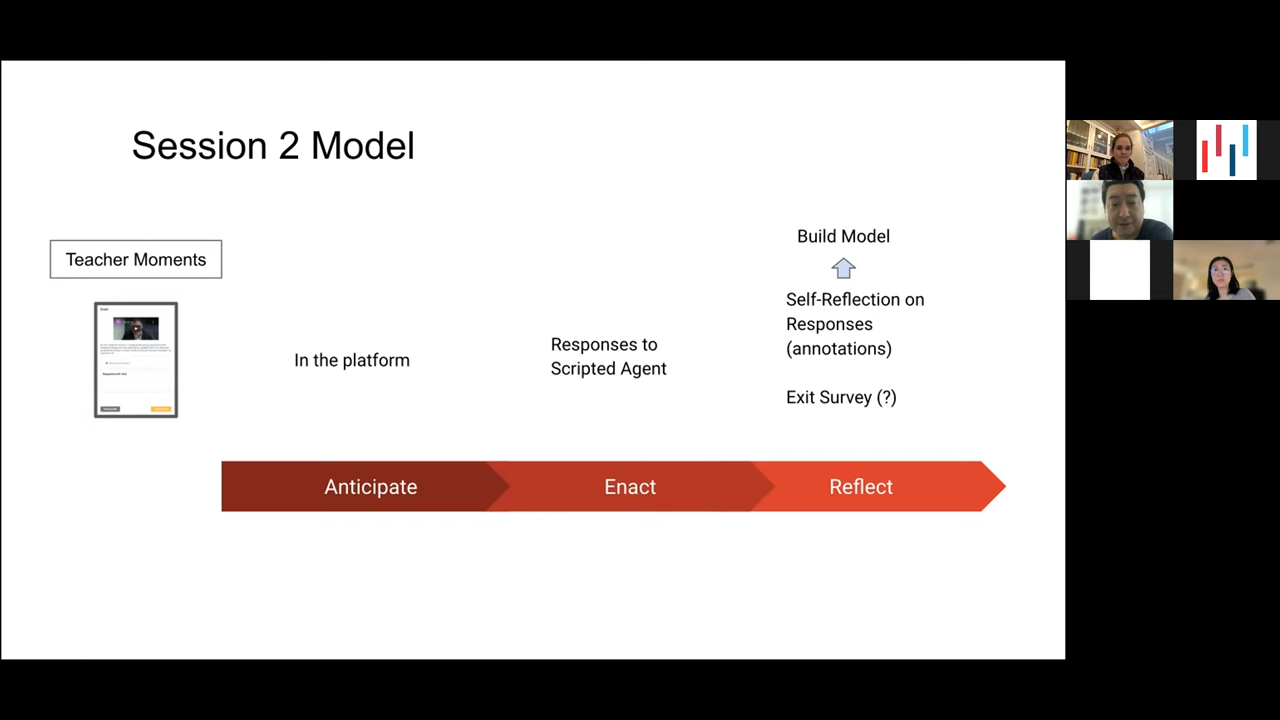 Session 2 Model
Teacher Moments
In the platform
Responses to
Scripted Agent
Build Model
Self-Reflection on
Responses
(annotations)
Exit Survey (?)
Anticipate
Enact
Reflect